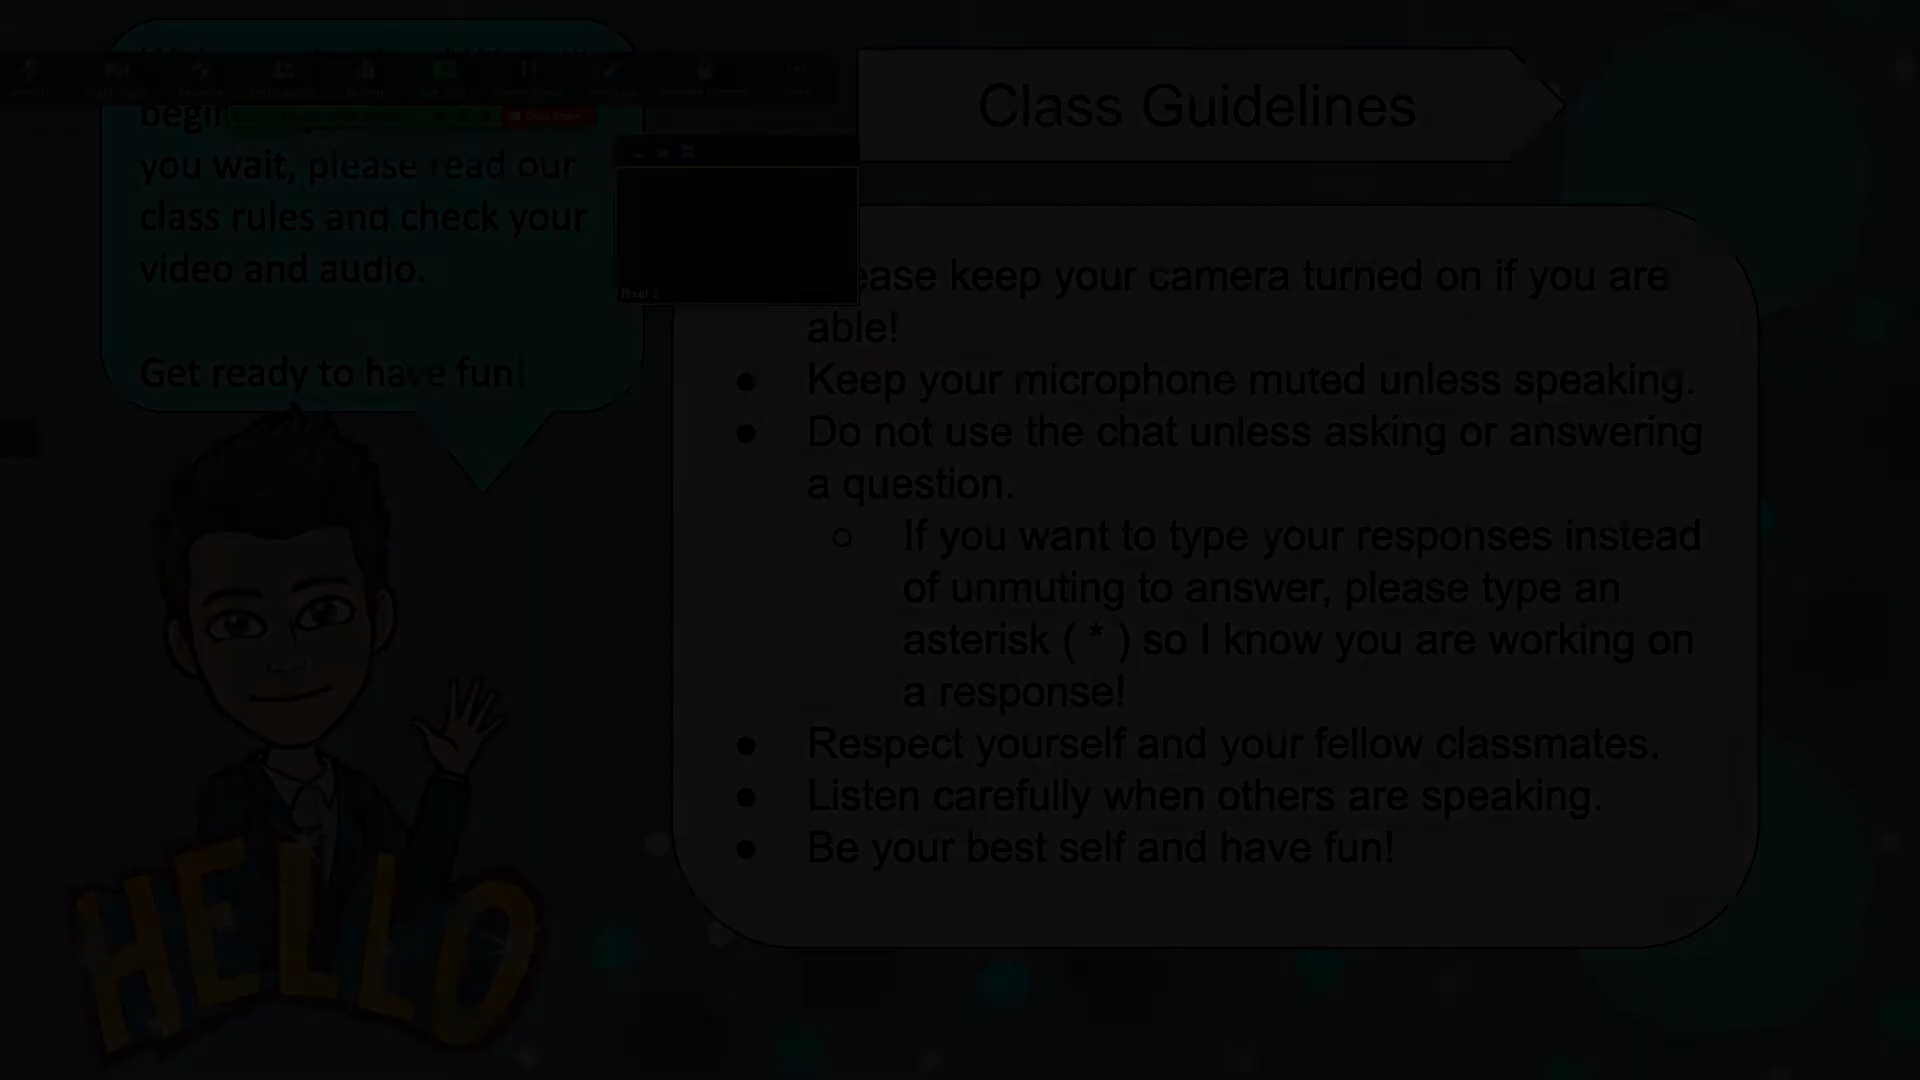 begin
you wait, please read our
class rules and check your
video and audio.
Get ready to have fun!
HELLO
Pixel 2
Class Guidelines
ease keep your camera turned on if you are
able!
● Keep your microphone muted unless speaking.
● Do not use the chat unless asking or answering
a question.
○ If you want to type your responses instead
of unmuting to answer, please type an
asterisk ( * ) so I know you are working on
a response!
● Respect yourself and your fellow classmates.
● Listen carefully when others are speaking.
● Be your best self and have fun!